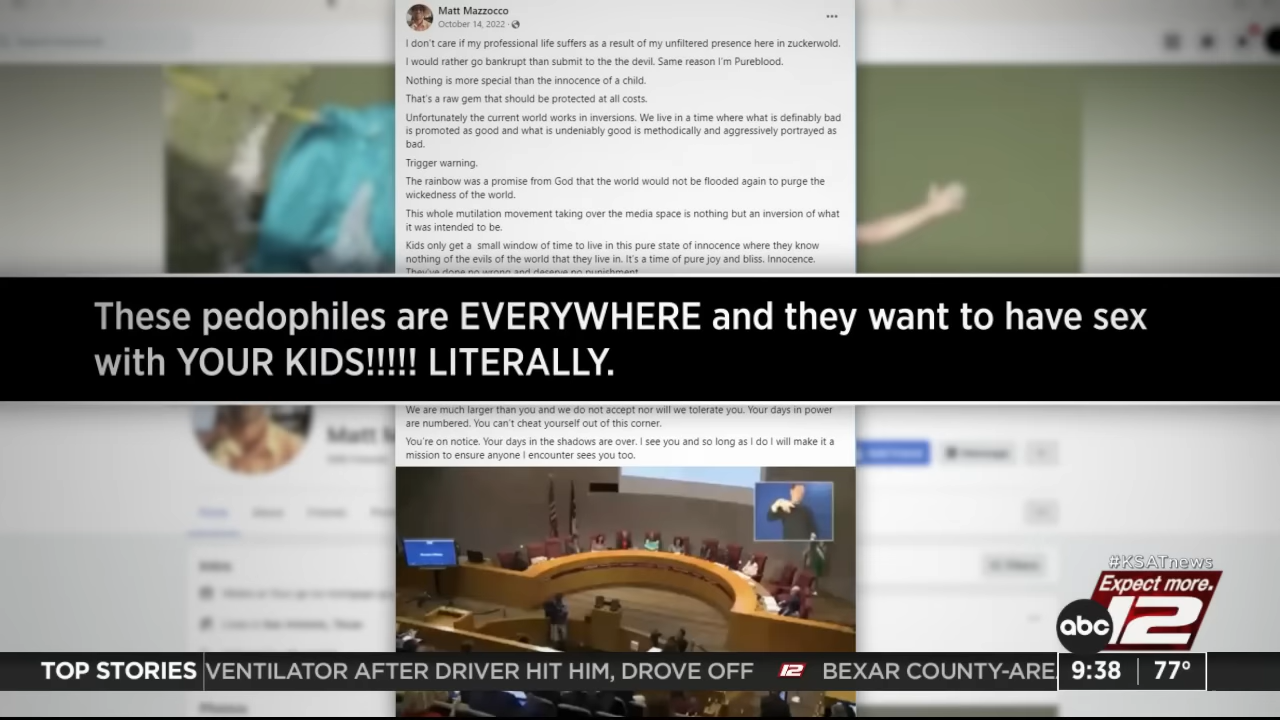 Matt Mazzocco
October 14, 2022
I don't care if my professional life suffers as a result of my unfiltered presence here in zuckerwold.
I would rather go bankrupt than submit to the the devil. Same reason I'm Pureblood.
Nothing is more special than the innocence of a child.
That's a raw gem that should be protected at all costs.
Unfortunately the current world works in inversions. We live in a time where what is definably bad
is promoted as good and what is undeniably good is methodically and aggressively portrayed as
bad.
Trigger warning.
The rainbow was a promise from God that the world would not be flooded again to purge the
wickedness of the world.
This whole mutilation movement taking over the media space is nothing but an inversion of what
it was intended to be.
Kids only get a small window of time to live in this pure state of innocence where they know
nothing of the evils of the world that they live in. It's a time of pure joy and bliss. Innocence.
They've done no wrong and deserve no punishment
These pedophiles are EVERYWHERE and they want to have sex
with YOUR KIDS!!!!! LITERALLY.
We are much larger than you and we do not accept nor will we tolerate you. Your days in power
are numbered. You can't cheat yourself out of this corner.
You're on notice. Your days in the shadows are over. I see you and so long as I do I will make it a
mission to ensure anyone I encounter sees you too.
Matt M
#KSATnews
Expect more.
abc 12
TOP STORIES VENTILATOR AFTER DRIVER HIT HIM, DROVE OFF 12 BEXAR COUNTY-ARE 9:38 77°